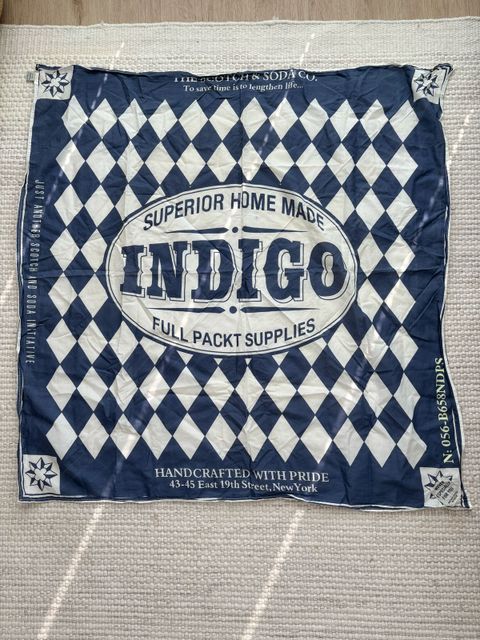 THE SCOTCH & SODA CO.
To save time is to lengthen life...
JUST ANOTHER SCOTCH AND SODA INITIATIVE
SUPERIOR HOME MADE
INDIGO
FULL PACKT SUPPLIES
N: 056-B658NDPS
HANDCRAFTED WITH PRIDE
43-45 East 19th Street, New York